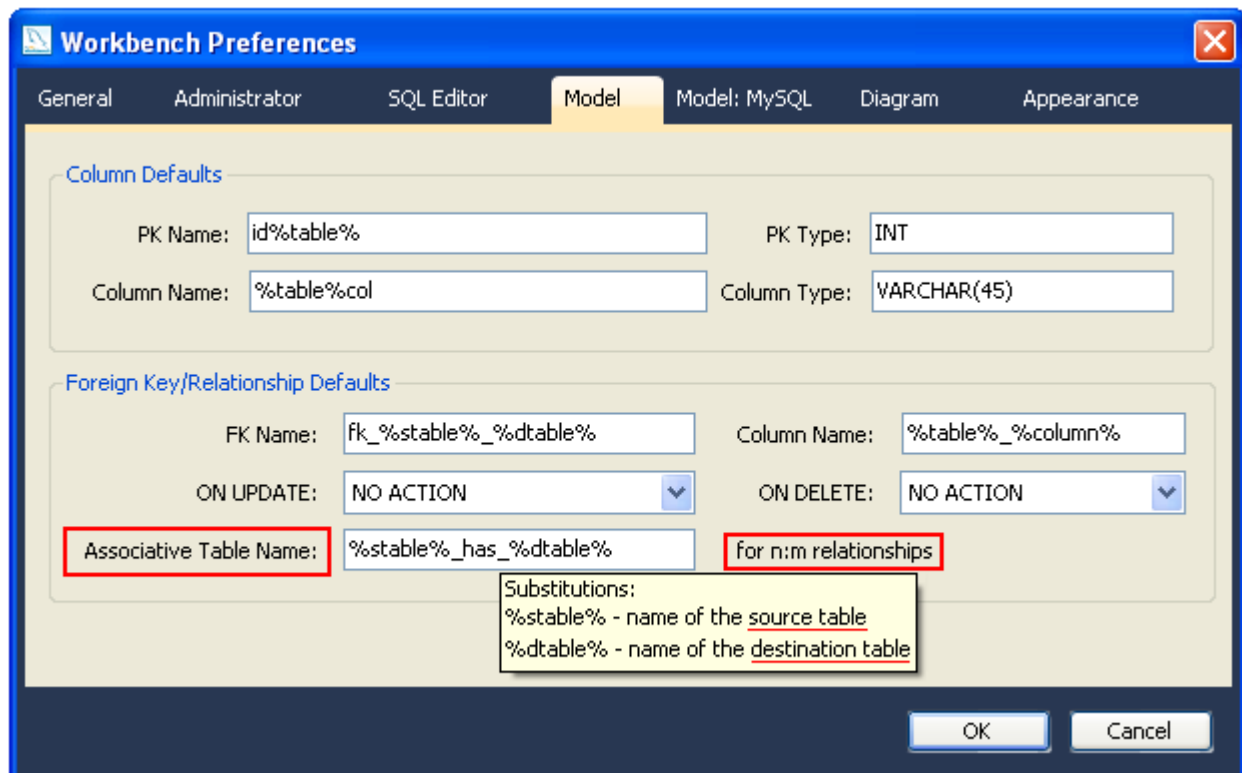 Workbench Preferences
General Administrator SQL Editor Model Model: MySQL Diagram Appearance
Column Defaults
PK Name: id%table% PK Type: INT
Column Name: %table%col Column Type: VARCHAR(45)
Foreign Key/Relationship Defaults
FK Name: fk_%stable%_%dtable% Column Name: %table%_%column%
ON UPDATE: NO ACTION ON DELETE: NO ACTION
Associative Table Name: %stable%_has_%dtable% for n:m relationships
Substitutions:
%stable% - name of the source table
%dtable% - name of the destination table
OK Cancel